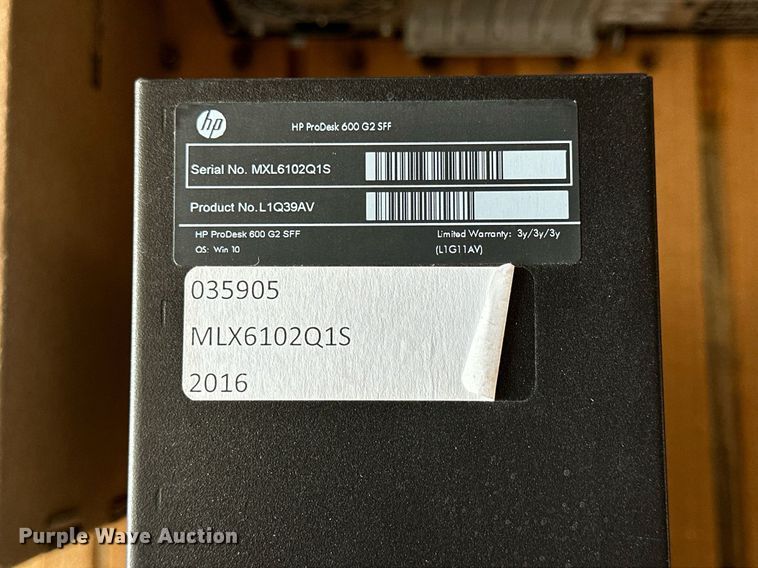 hp
HP ProDesk 600 G2 SFF
Serial No. MXL6102Q1S
Product No. L1Q39AV
HP ProDesk 600 G2 SFF
Limited Warranty: 3y/3y/3y
OS: Win 10
(L1G11AV)
035905
MLX6102Q1S
2016
Purple Wave Auction